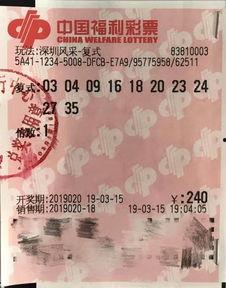 中国福利彩票
CHINA WELFARE LOTTERY
玩法:深圳风采-复式 83810003
5A41-1234-5008-DFCB-E7A9/95775958/62511
复式:03 04 09 16 18 20 23 24
27 35
倍数:1
开奖期:2019020 19-03-15 ¥:240
销售期:2019020-18 19-03-15 19:04:05